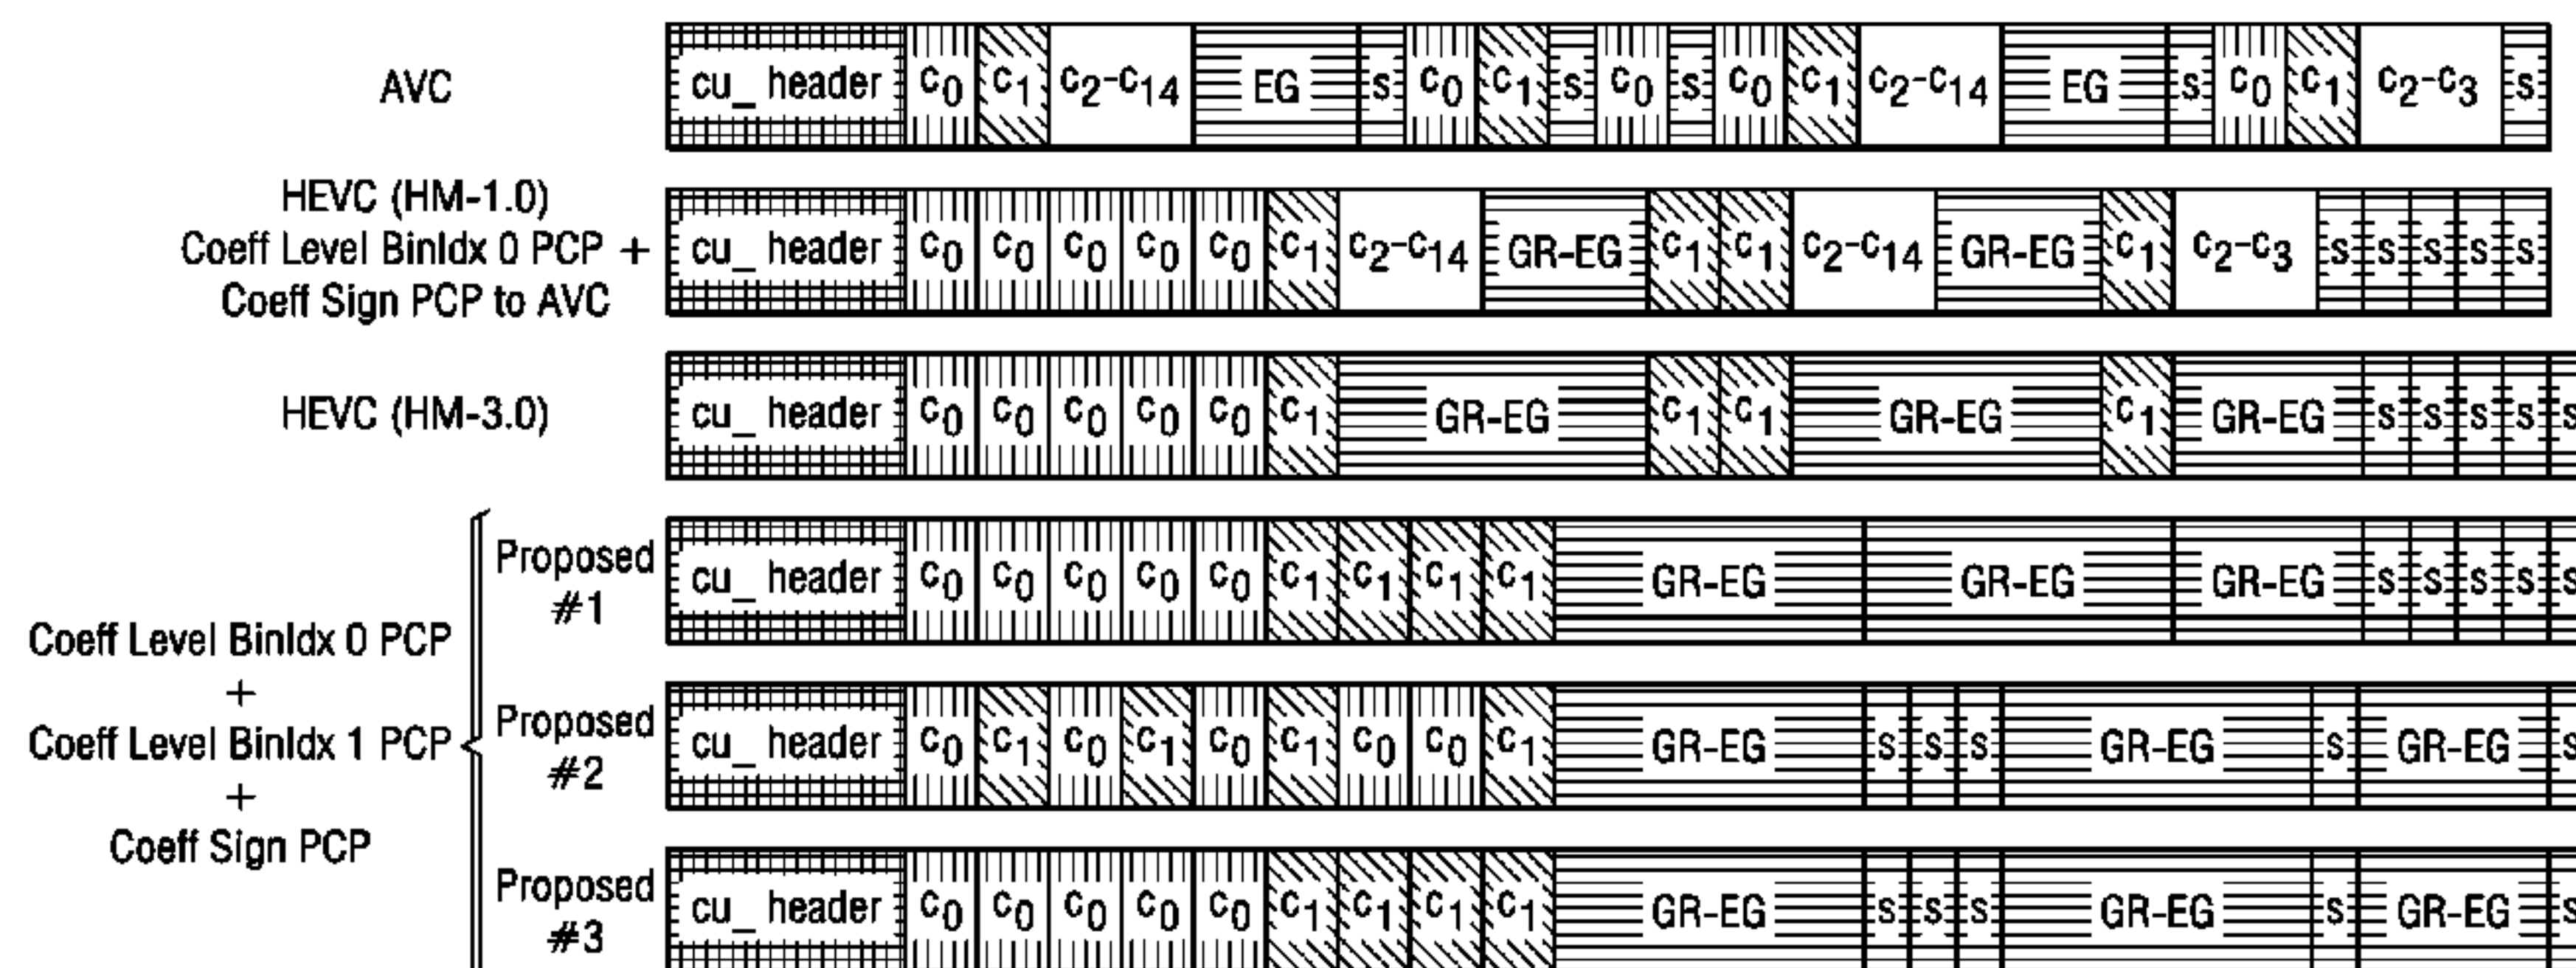 AVC cu_ header c0 c1 c2-c14 EG s c0 c1 s c0 s c0 c1 c2-c14 EG s c0 c1 c2-c3 s
HEVC (HM-1.0)
Coeff Level BinIdx 0 PCP +
Coeff Sign PCP to AVC
cu_ header c0 c0 c0 c0 c0 c1 c2-c14 GR-EG c1 c1 c2-c14 GR-EG c1 c2-c3 s s s s s
HEVC (HM-3.0) cu_ header c0 c0 c0 c0 c0 c1 GR-EG c1 c1 GR-EG c1 GR-EG s s s s s
Coeff Level BinIdx 0 PCP
+
Coeff Level BinIdx 1 PCP
+
Coeff Sign PCP
Proposed
#1
cu_ header c0 c0 c0 c0 c0 c1 c1 c1 c1 GR-EG GR-EG GR-EG s s s s s
Proposed
#2
cu_ header c0 c1 c0 c1 c0 c1 c0 c0 c1 GR-EG s s s GR-EG s GR-EG s
Proposed
#3
cu_ header c0 c0 c0 c0 c0 c1 c1 c1 c1 GR-EG s s s GR-EG s GR-EG s